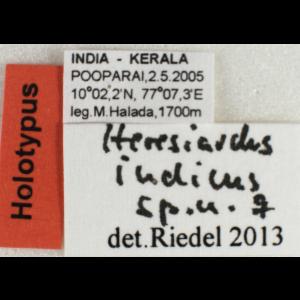 Holotypus
INDIA - KERALA
POOPARAI,2.5.2005
10°02,2'N, 77°07,3'E
leg.M.Halada,1700m
Heresiarches
indicus
sp.n. ♀
det.Riedel 2013